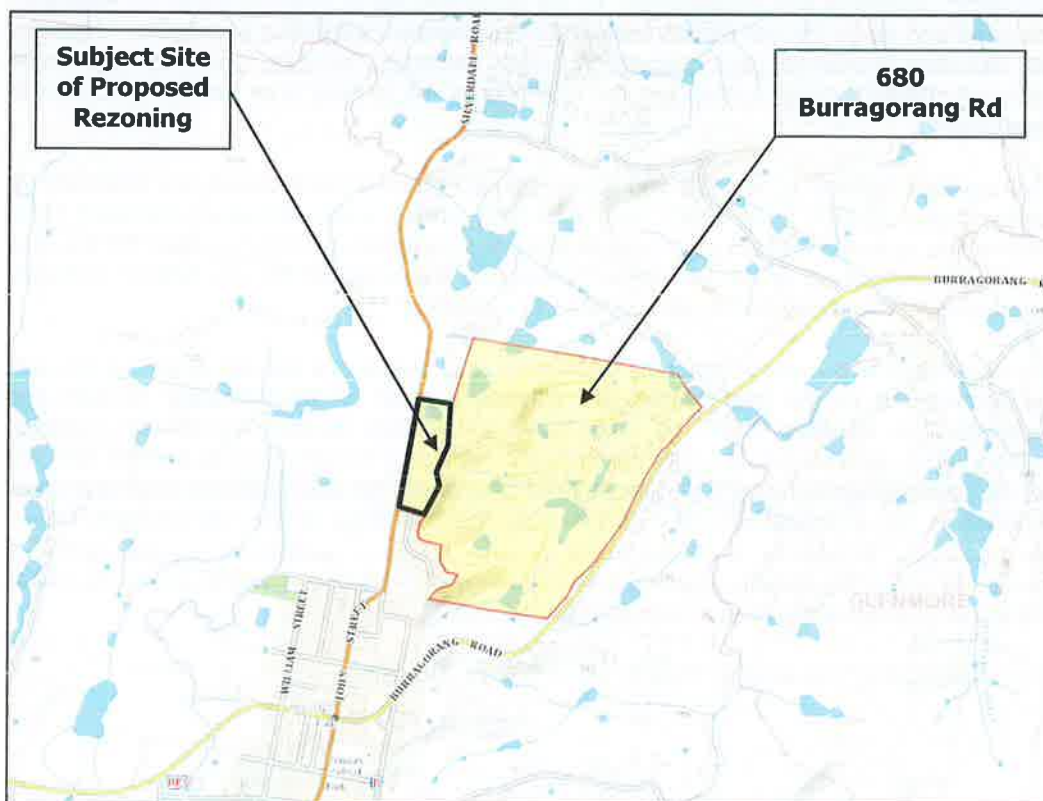 Subject Site
of Proposed
Rezoning
680
Burragorang Rd
SILVERDALE ROAD
BURRAGORANG
GLENMORE
WILLIAM STREET
JOHN STREET
BURRAGORANG ROAD